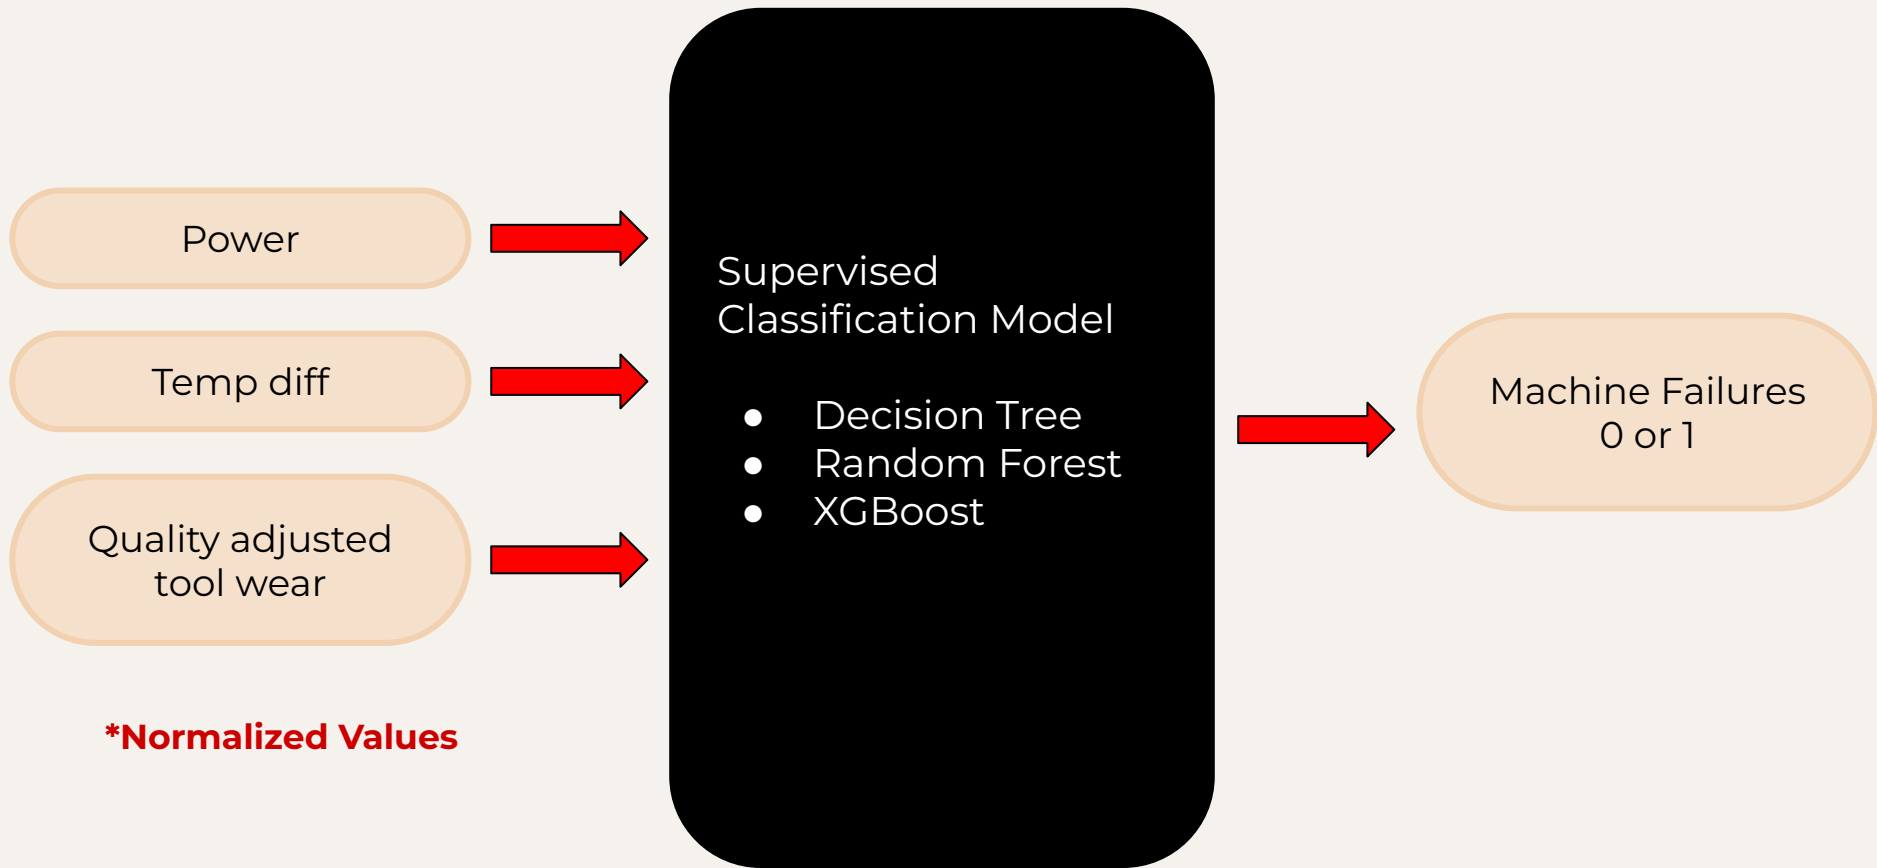 Power
Temp diff
Quality adjusted
tool wear
*Normalized Values
Supervised
Classification Model
● Decision Tree
● Random Forest
● XGBoost
Machine Failures
0 or 1